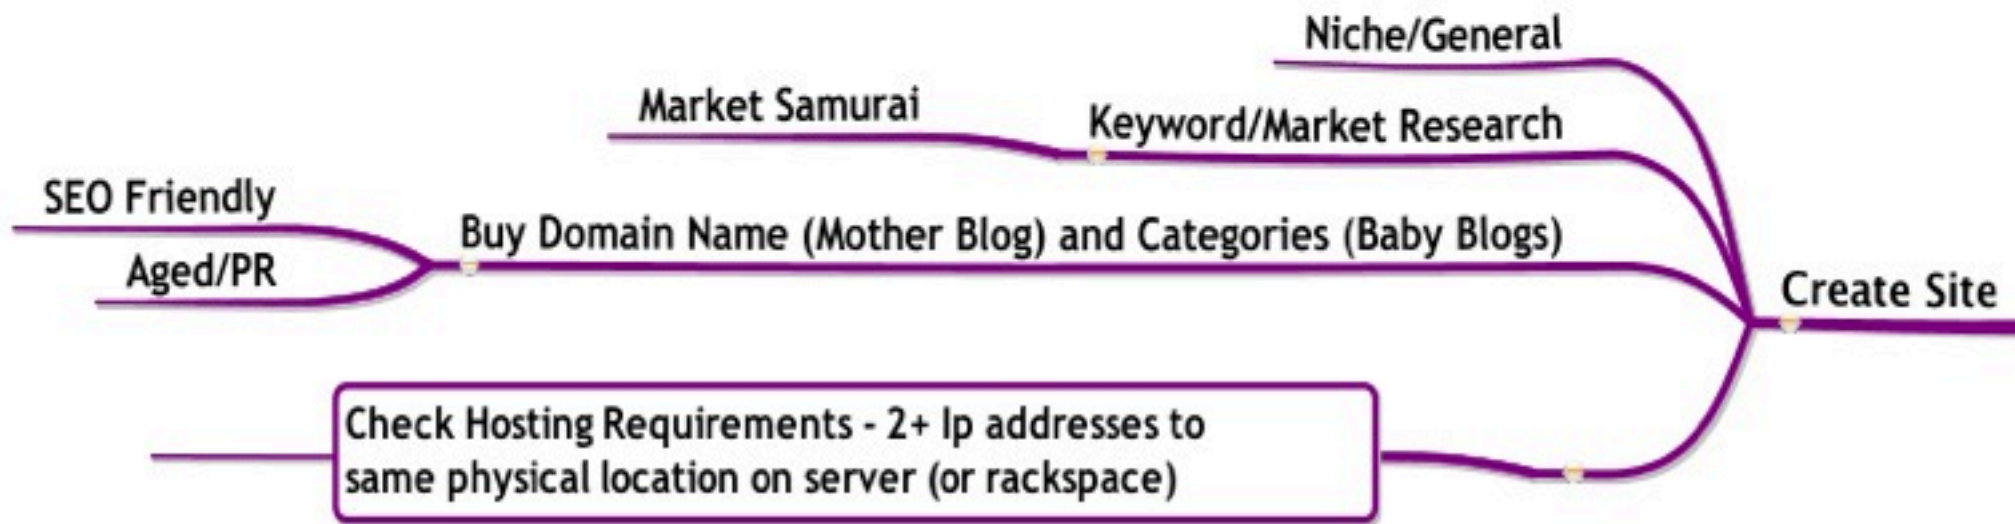 Niche/General
Market Samurai
Keyword/Market Research
SEO Friendly
Buy Domain Name (Mother Blog) and Categories (Baby Blogs)
Aged/PR
Create Site
Check Hosting Requirements - 2+ Ip addresses to
same physical location on server (or rackspace)